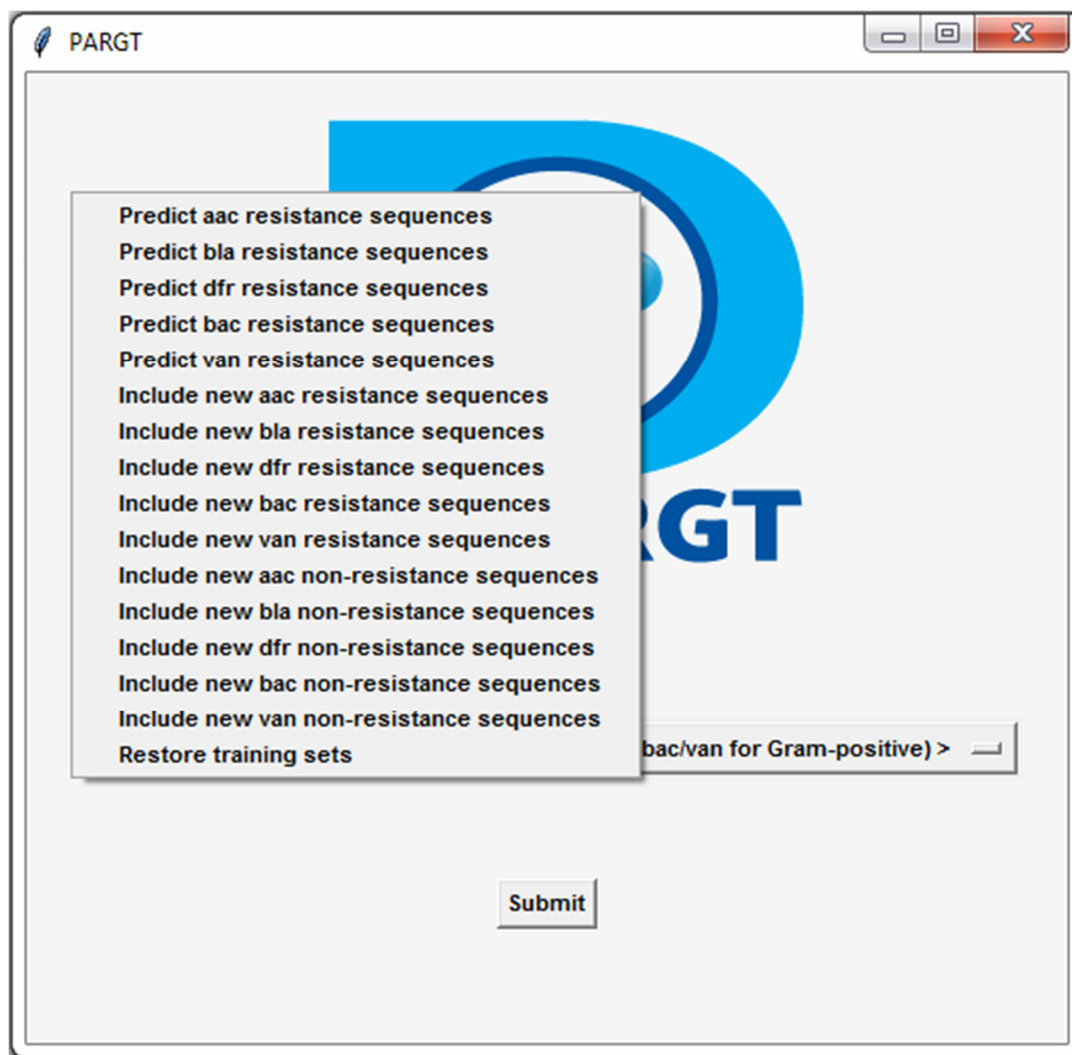 PARGT
Predict aac resistance sequences
Predict bla resistance sequences
Predict dfr resistance sequences
Predict bac resistance sequences
Predict van resistance sequences
Include new aac resistance sequences
Include new bla resistance sequences
Include new dfr resistance sequences
Include new bac resistance sequences
Include new van resistance sequences
Include new aac non-resistance sequences
Include new bla non-resistance sequences
Include new dfr non-resistance sequences
Include new bac non-resistance sequences
Include new van non-resistance sequences
Restore training sets
RGT
bac/van for Gram-positive) >
Submit